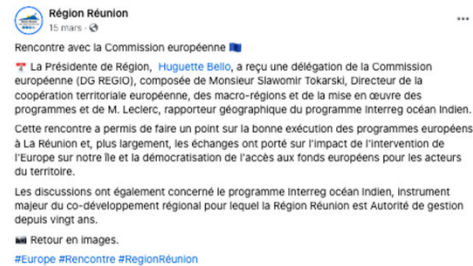 Région Réunion
15 mars ·
Rencontre avec la Commission européenne 🇪🇺
📅 La Présidente de Région, Huguette Bello, a reçu une délégation de la Commission
européenne (DG REGIO), composée de Monsieur Slawomir Tokarski, Directeur de la
coopération territoriale européenne, des macro-régions et de la mise en œuvre des
programmes et de M. Leclerc, rapporteur géographique du programme Interreg océan Indien.
Cette rencontre a permis de faire un point sur la bonne exécution des programmes européens
à La Réunion et, plus largement, les échanges ont porté sur l'impact de l'intervention de
l'Europe sur notre île et la démocratisation de l'accès aux fonds européens pour les acteurs
du territoire.
Les discussions ont également concerné le programme Interreg océan Indien, instrument
majeur du co-développement régional pour lequel la Région Réunion est Autorité de gestion
depuis vingt ans.
📷 Retour en images.
#Europe #Rencontre #RegionRéunion